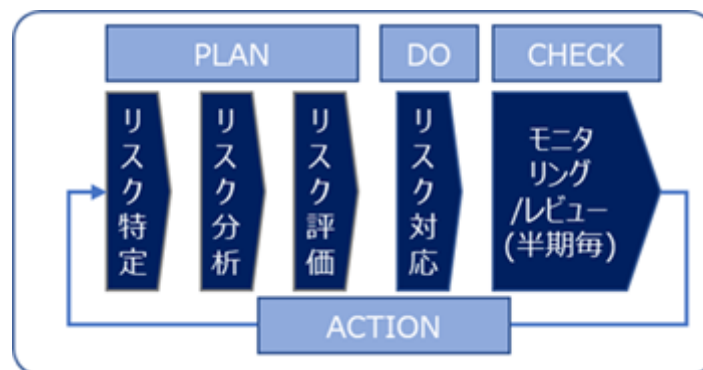 PLAN
DO
CHECK
リスク特定
リスク分析
リスク評価
リスク対応
モニタ
リング
/レビュー
(半期毎)
ACTION